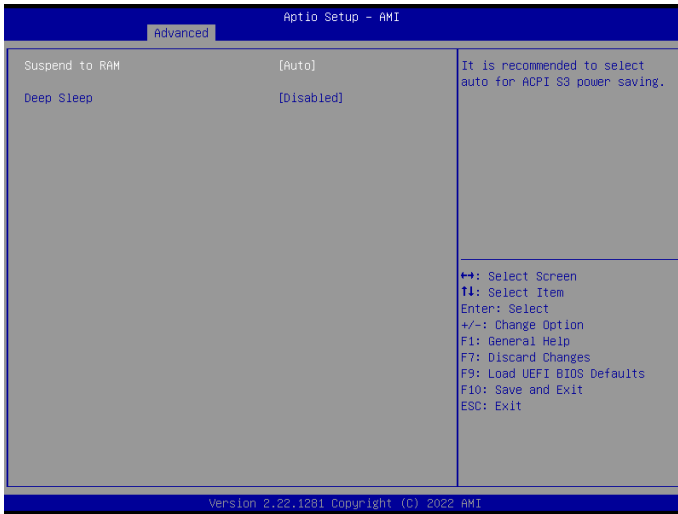 Aptio Setup – AMI
Advanced
Suspend to RAM [Auto]
Deep Sleep [Disabled]
It is recommended to select
auto for ACPI S3 power saving.
↔: Select Screen
↑↓: Select Item
Enter: Select
+/-: Change Option
F1: General Help
F7: Discard Changes
F9: Load UEFI BIOS Defaults
F10: Save and Exit
ESC: Exit
Version 2.22.1281 Copyright (C) 2022 AMI